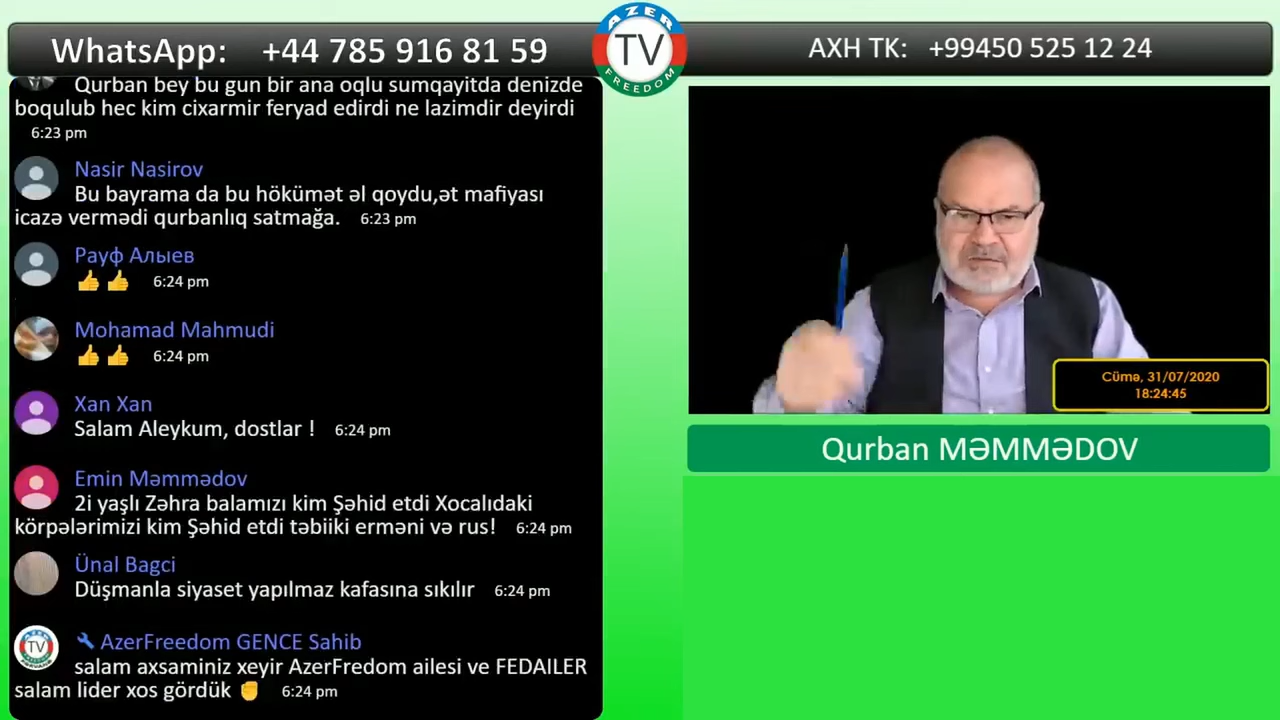 WhatsApp: +44 785 916 81 59
AZER
TV
FREEDOM
AXH TK: +99450 525 12 24
Qurban bey bu gun bir ana oqlu sumqayitda denizde
boqulub hec kim cixarmir feryad edirdi ne lazimdir deyirdi
6:23 pm
Nasir Nasirov
Bu bayrama da bu hökümət əl qoydu,ət mafiyası
icazə vermədi qurbanlıq satmağa. 6:23 pm
Рауф Алыев
👍 👍 6:24 pm
Mohamad Mahmudi
👍 👍 6:24 pm
Xan Xan
Salam Aleykum, dostlar ! 6:24 pm
Emin Məmmədov
2i yaşlı Zəhra balamızı kim Şəhid etdi Xocalıdaki
körpələrimizi kim Şəhid etdi təbiiki erməni və rus! 6:24 pm
Ünal Bagci
Düşmanla siyaset yapılmaz kafasına sıkılır 6:24 pm
AzerFreedom GENCE Sahib
salam axsaminiz xeyir AzerFredom ailesi ve FEDAILER
salam lider xos gördük ✊ 6:24 pm
Cümə, 31/07/2020
18:24:45
Qurban MƏMMƏDOV